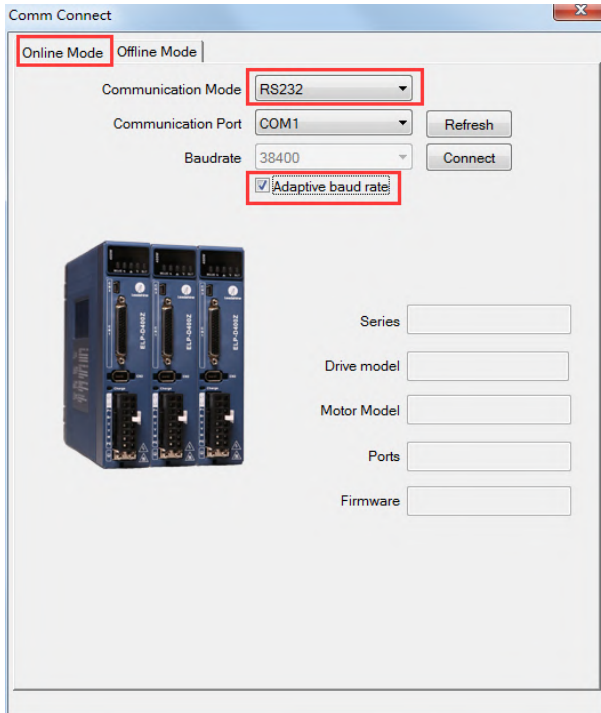 Comm Connect
Online Mode Offline Mode
Communication Mode RS232
Communication Port COM1 Refresh
Baudrate 38400 Connect
Adaptive baud rate
ELP-D400Z ELP-D400Z ELP-D400Z
Series
Drive model
Motor Model
Ports
Firmware